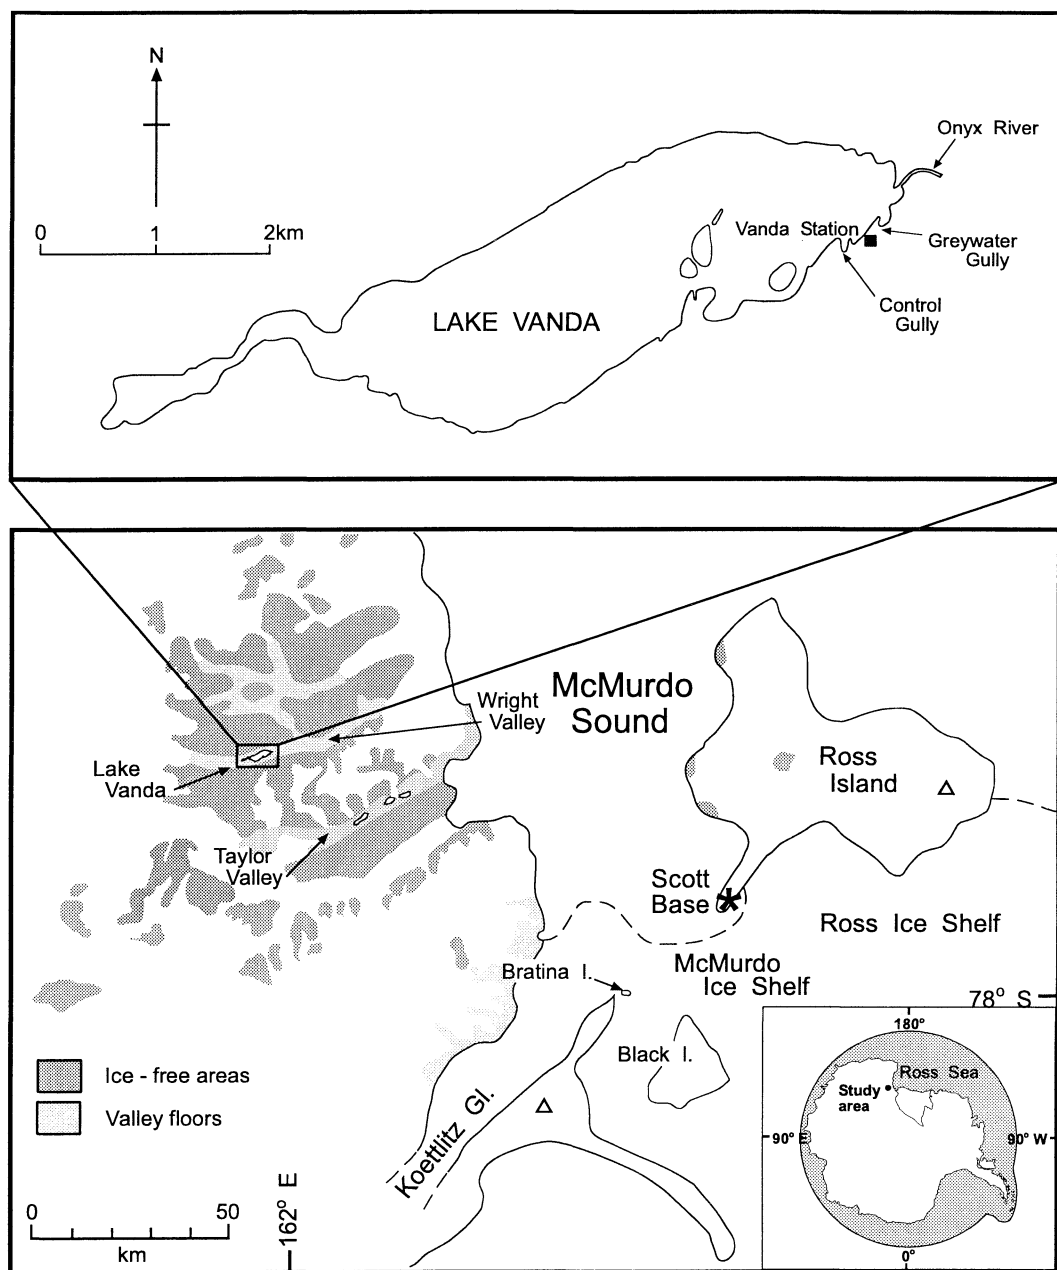 N
0 1 2km
Onyx River
Vanda Station
Greywater
Gully
Control
Gully
LAKE VANDA
Wright
Valley
McMurdo
Sound
Lake
Vanda
Ross
Island
Taylor
Valley
Scott
Base
Ross Ice Shelf
McMurdo
Ice Shelf
Bratina I.
78° S
Black I.
Ice - free areas
Valley floors
Koettlitz Gl.
0 50
km
162° E
180°
Ross Sea
Study
area
90° E
90° W
0°